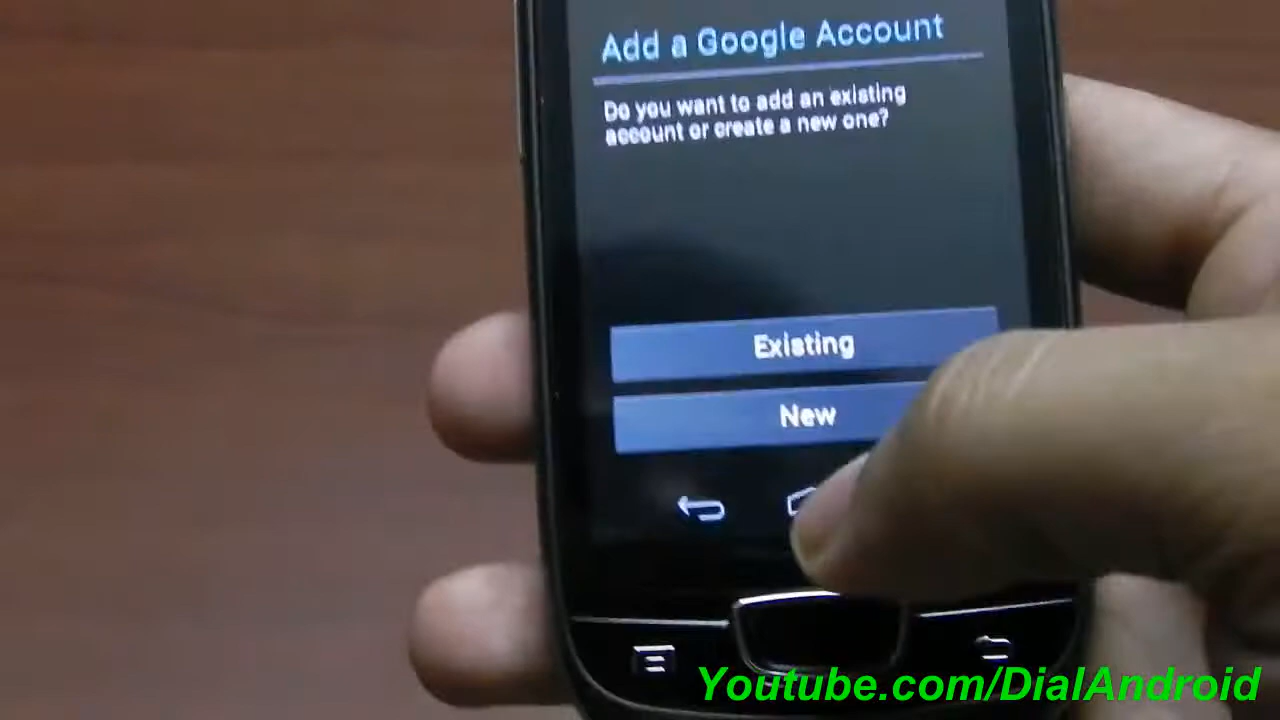 Add a Google Account
Do you want to add an existing
account or create a new one?
Existing
New
Youtube.com/DialAndroid